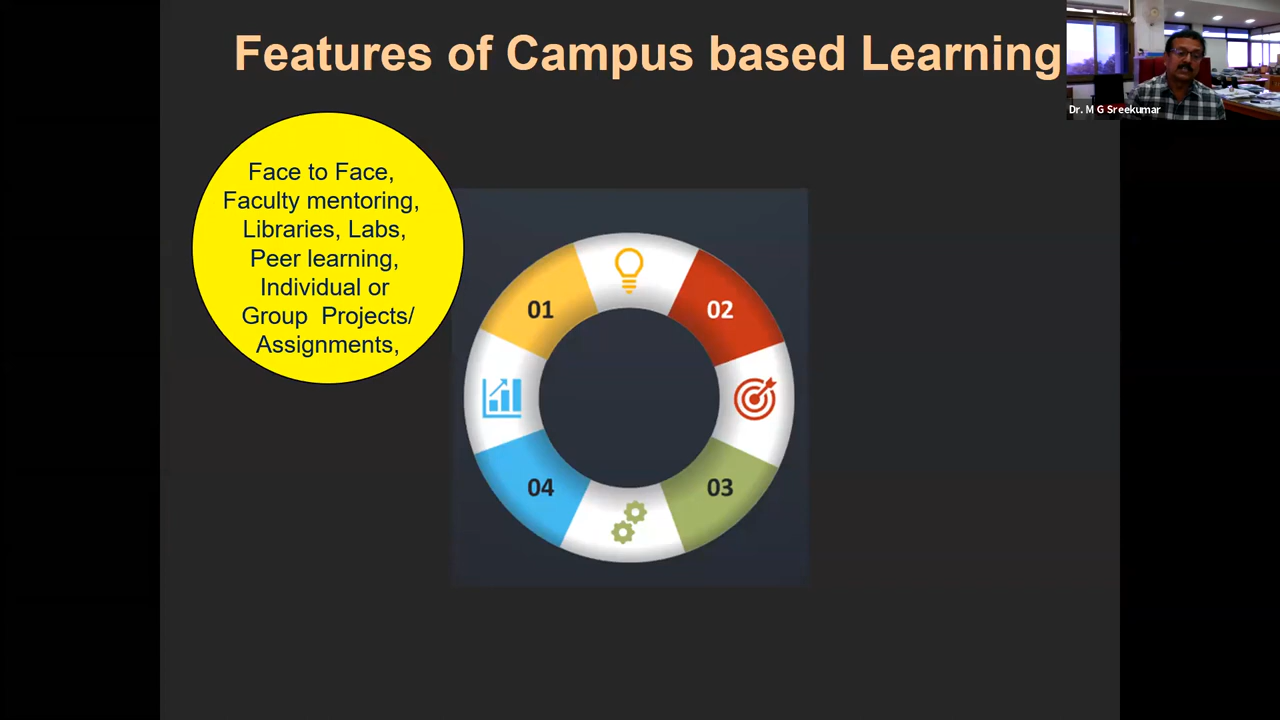 Features of Campus based Learning
Dr. M G Sreekumar
Face to Face,
Faculty mentoring,
Libraries, Labs,
Peer learning,
Individual or
Group Projects/
Assignments,
01
02
04
03